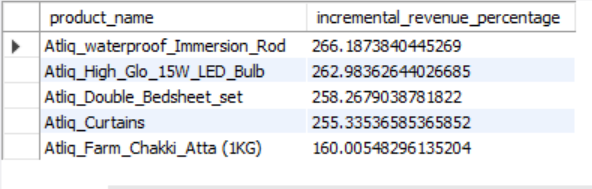 product_name incremental_revenue_percentage
Atliq_waterproof_Immersion_Rod 266.1873840445269
Atliq_High_Glo_15W_LED_Bulb 262.98362644026685
Atliq_Double_Bedsheet_set 258.2679038781822
Atliq_Curtains 255.33536585365852
Atliq_Farm_Chakki_Atta (1KG) 160.00548296135204